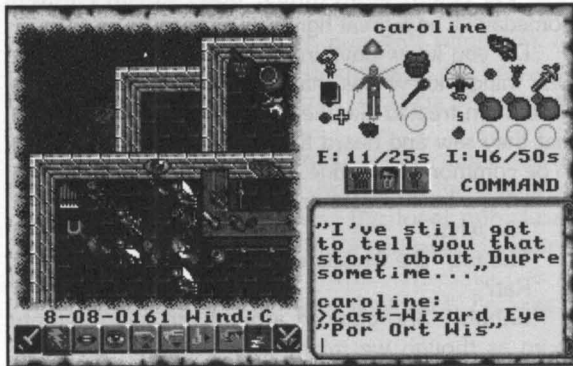 caroline
5
E: 11/25s I: 46/50s
COMMAND
"I've still got
to tell you that
story about Dupre
sometime..."
caroline:
>Cast-Wizard Eye
"Por Ort Wis"
8-08-0161 Wind:C